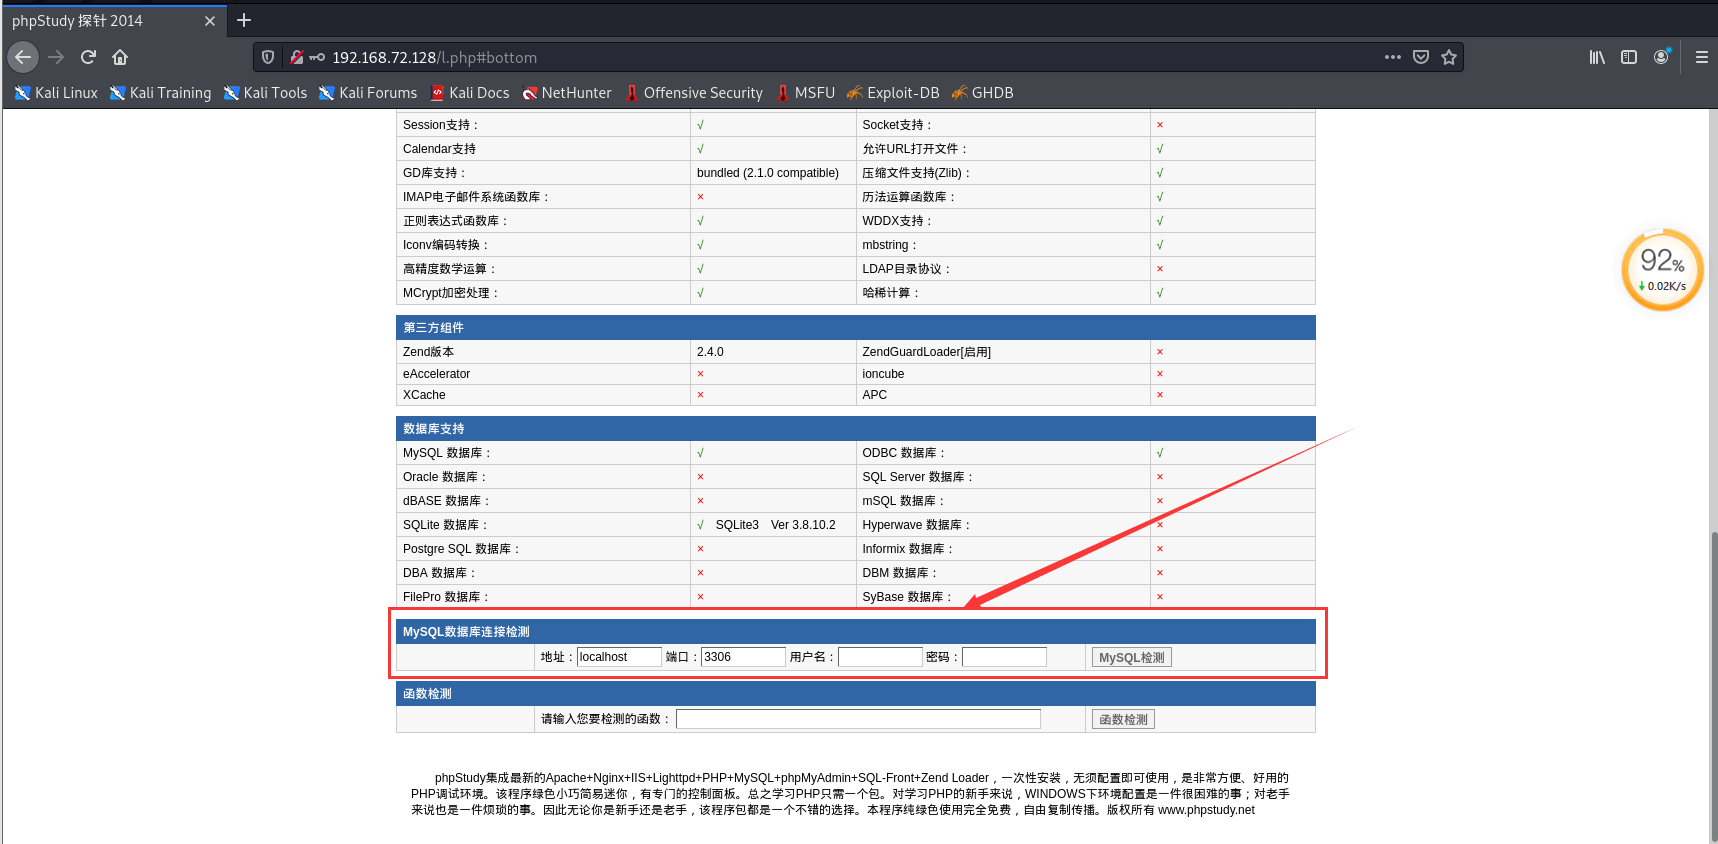 phpStudy 探针 2014
192.168.72.128/l.php#bottom
Kali Linux Kali Training Kali Tools Kali Forums Kali Docs NetHunter Offensive Security MSFU Exploit-DB GHDB
Session支持： √ Socket支持： ×
Calendar支持 √ 允许URL打开文件： √
GD库支持： bundled (2.1.0 compatible) 压缩文件支持(Zlib)： √
IMAP电子邮件系统函数库： × 历法运算函数库： √
正则表达式函数库： √ WDDX支持： √
Iconv编码转换： √ mbstring： √
高精度数学运算： √ LDAP目录协议： ×
MCrypt加密处理： √ 哈稀计算： √
92%
0.02K/s
第三方组件
Zend版本 2.4.0 ZendGuardLoader[启用] ×
eAccelerator × ioncube ×
XCache × APC ×
数据库支持
MySQL 数据库： √ ODBC 数据库： √
Oracle 数据库： × SQL Server 数据库： ×
dBASE 数据库： × mSQL 数据库： ×
SQLite 数据库： √ SQLite3 Ver 3.8.10.2 Hyperwave 数据库： ×
Postgre SQL 数据库： × Informix 数据库： ×
DBA 数据库： × DBM 数据库： ×
FilePro 数据库： × SyBase 数据库： ×
MySQL数据库连接检测
地址：localhost 端口：3306 用户名： 密码： MySQL检测
函数检测
请输入您要检测的函数： 函数检测
phpStudy集成最新的Apache+Nginx+IIS+Lighttpd+PHP+MySQL+phpMyAdmin+SQL-Front+Zend Loader，一次性安装，无须配置即可使用，是非常方便、好用的
PHP调试环境。该程序绿色小巧简易迷你，有专门的控制面板。总之学习PHP只需一个包。对学习PHP的新手来说，WINDOWS下环境配置是一件很困难的事；对老手
来说也是一件烦琐的事。因此无论你是新手还是老手，该程序包都是一个不错的选择。本程序纯绿色使用完全免费，自由复制传播。版权所有 www.phpstudy.net